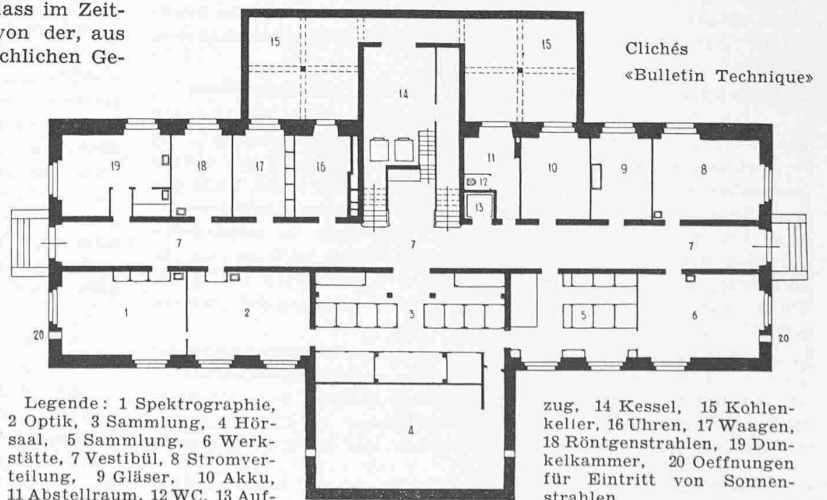 dass im Zeit-
von der, aus
chlichen Ge-
Clichés
«Bulletin Technique»
15
15
14
19
18
17
16
11
10
9
8
12
13
7
7
7
1
2
3
5
6
20
20
4
Legende: 1 Spektrographie,
2 Optik, 3 Sammlung, 4 Hör-
saal, 5 Sammlung, 6 Werk-
stätte, 7 Vestibül, 8 Stromver-
teilung, 9 Gläser, 10 Akku,
11 Abstellraum, 12 WC, 13 Auf-
zug, 14 Kessel, 15 Kohlen-
keller, 16 Uhren, 17 Waagen,
18 Röntgenstrahlen, 19 Dun-
kelkammer, 20 Oeffnungen
für Eintritt von Sonnen-
strahlen